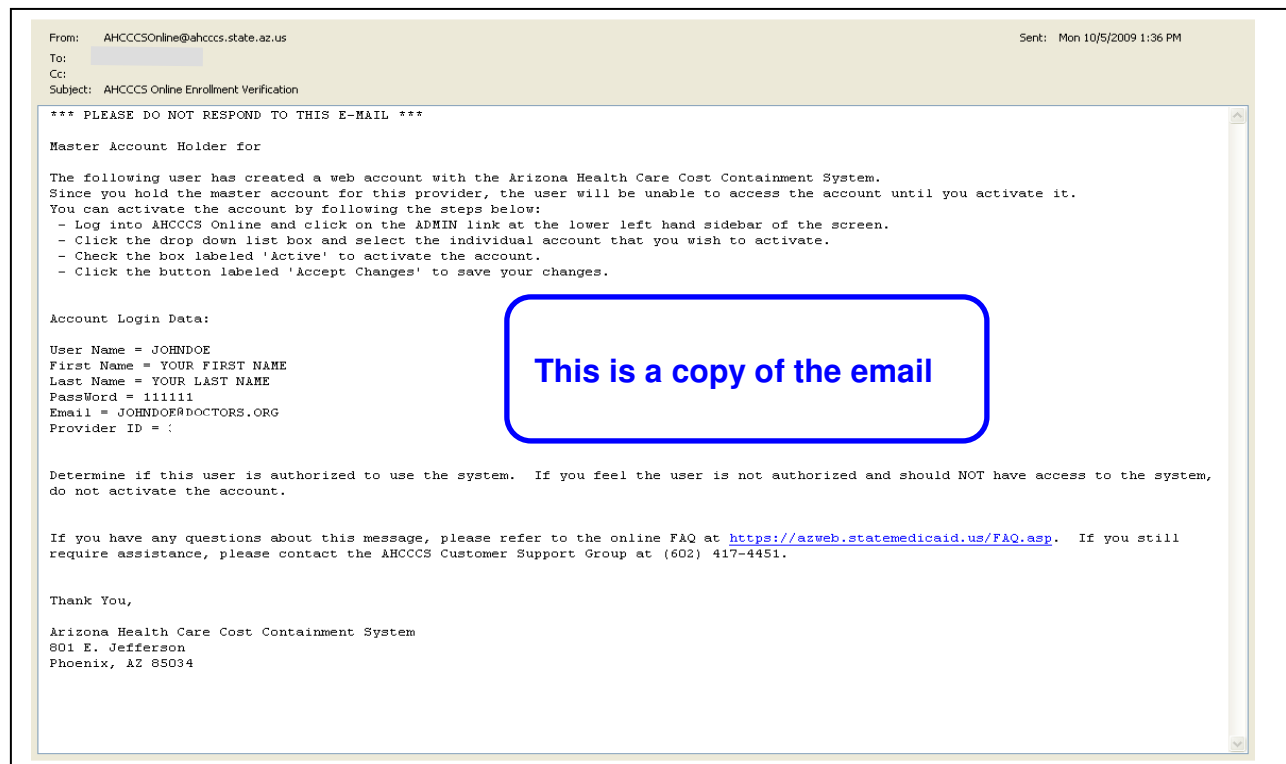 From: AHCCCSOnline@ahcccs.state.az.us Sent: Mon 10/5/2009 1:36 PM
To:
Cc:
Subject: AHCCCS Online Enrollment Verification
*** PLEASE DO NOT RESPOND TO THIS E-MAIL ***
Master Account Holder for
The following user has created a web account with the Arizona Health Care Cost Containment System.
Since you hold the master account for this provider, the user will be unable to access the account until you activate it.
You can activate the account by following the steps below:
- Log into AHCCCS Online and click on the ADMIN link at the lower left hand sidebar of the screen.
- Click the drop down list box and select the individual account that you wish to activate.
- Check the box labeled 'Active' to activate the account.
- Click the button labeled 'Accept Changes' to save your changes.
Account Login Data:
User Name = JOHNDOE
First Name = YOUR FIRST NAME
Last Name = YOUR LAST NAME
PassWord = 111111
Email = JOHNDOE@DOCTORS.ORG
Provider ID =
This is a copy of the email
Determine if this user is authorized to use the system. If you feel the user is not authorized and should NOT have access to the system,
do not activate the account.
If you have any questions about this message, please refer to the online FAQ at https://azweb.statemedicaid.us/FAQ.asp. If you still
require assistance, please contact the AHCCCS Customer Support Group at (602) 417-4451.
Thank You,
Arizona Health Care Cost Containment System
801 E. Jefferson
Phoenix, AZ 85034